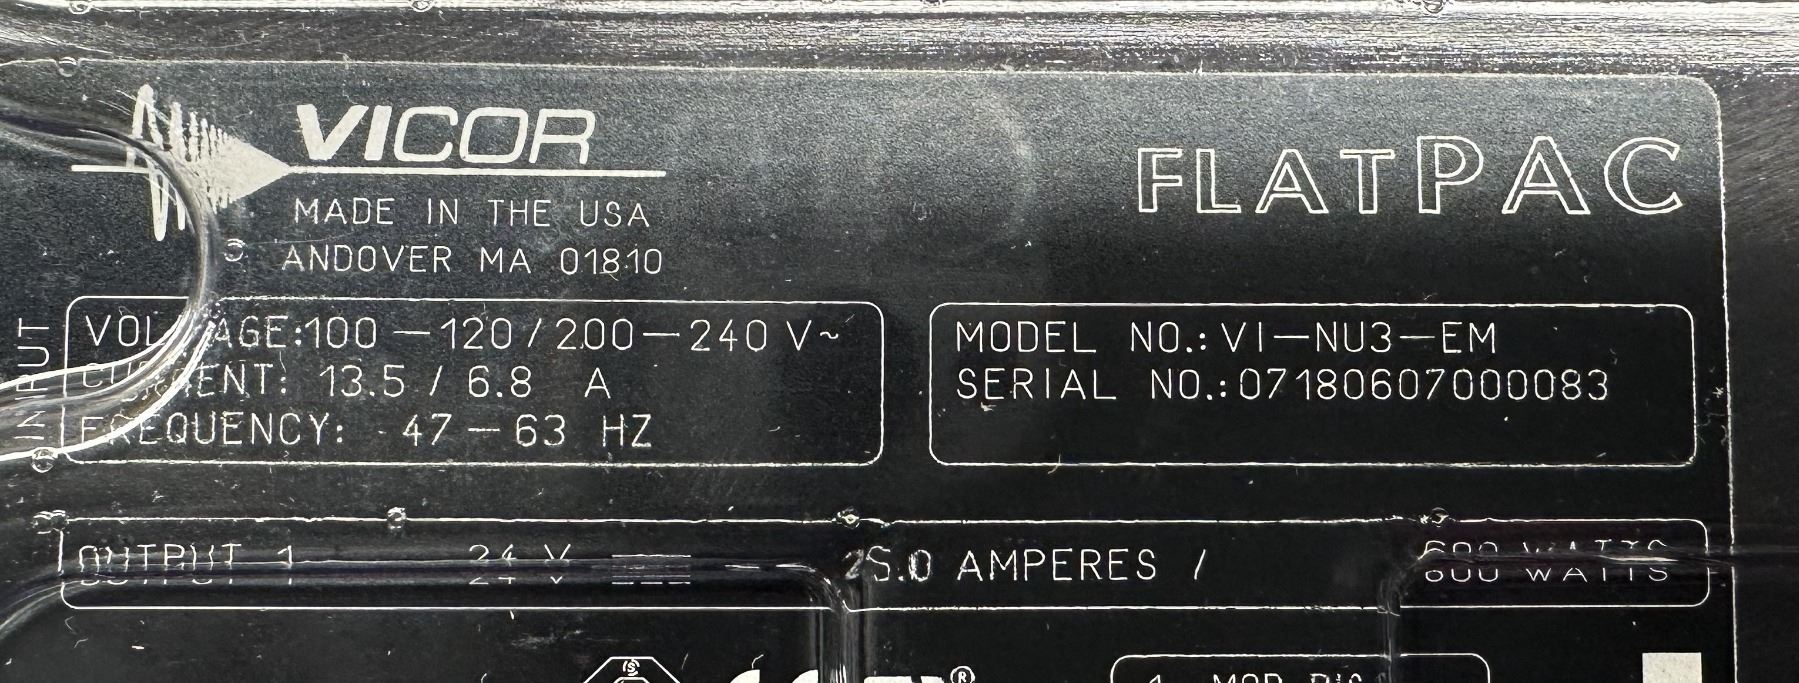 VICOR
MADE IN THE USA
ANDOVER MA 01810
FLATPAC
INPUT
VOLTAGE:100 — 120 / 200 — 240 V~
CURRENT: 13.5 / 6.8 A
FREQUENCY: 47 — 63 HZ
MODEL NO.: VI—NU3—EM
SERIAL NO.: 07180607000083
OUTPUT 1 24 V 25.0 AMPERES / 600 WATTS